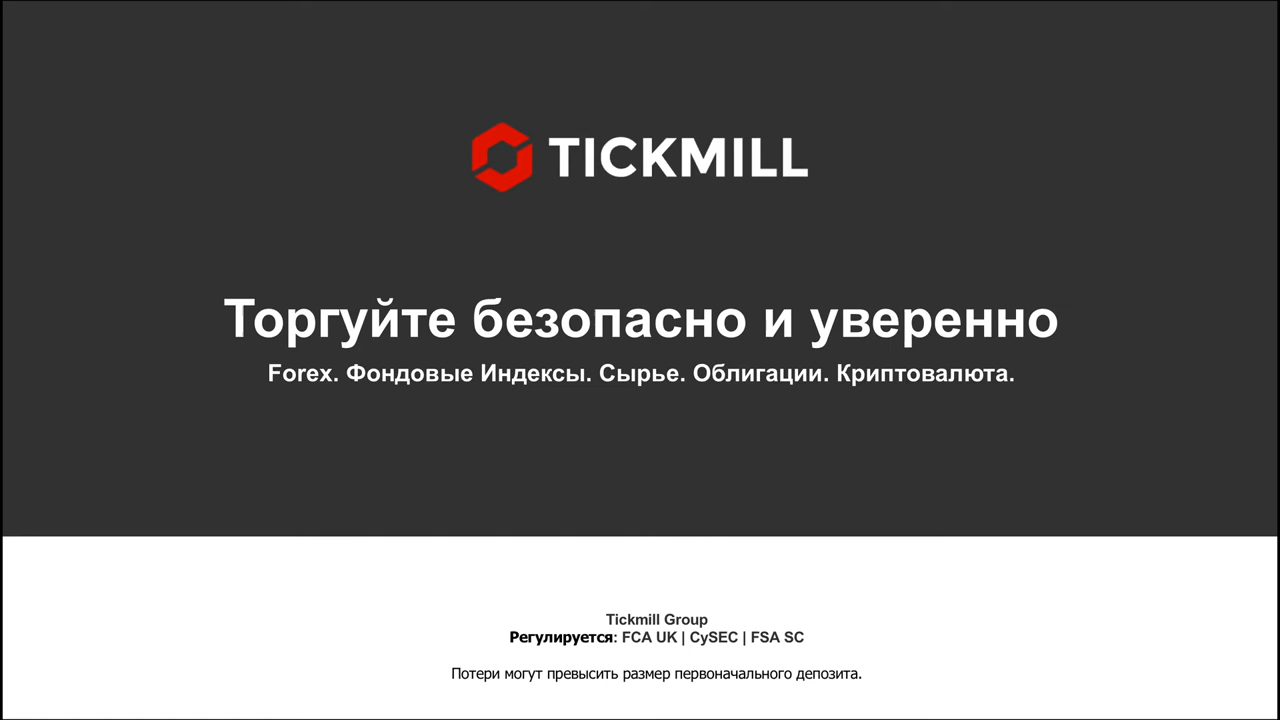 TICKMILL
Торгуйте безопасно и уверенно
Forex. Фондовые Индексы. Сырье. Облигации. Криптовалюта.
Tickmill Group
Регулируется: FCA UK | CySEC | FSA SC
Потери могут превысить размер первоначального депозита.